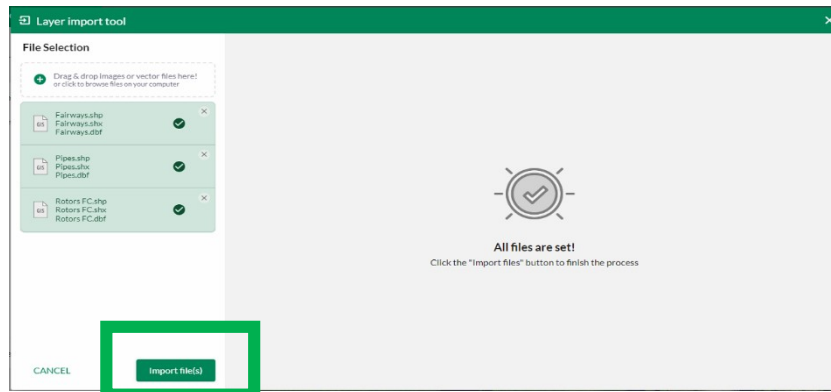 Layer import tool
File Selection
Drag & drop images or vector files here!
or click to browse files on your computer
GIS
Fairways.shp
Fairways.shx
Fairways.dbf
GIS
Pipes.shp
Pipes.shx
Pipes.dbf
GIS
Rotors FC.shp
Rotors FC.shx
Rotors FC.dbf
All files are set!
Click the "Import files" button to finish the process
CANCEL
Import file(s)